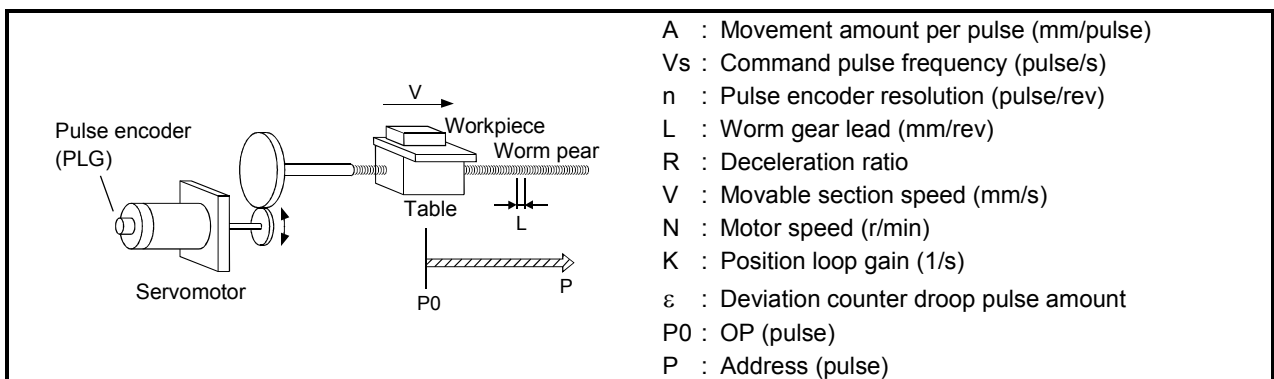 Pulse encoder
(PLG)
Servomotor
V
Workpiece
Worm pear
Table
L
P0
P
A : Movement amount per pulse (mm/pulse)
Vs : Command pulse frequency (pulse/s)
n : Pulse encoder resolution (pulse/rev)
L : Worm gear lead (mm/rev)
R : Deceleration ratio
V : Movable section speed (mm/s)
N : Motor speed (r/min)
K : Position loop gain (1/s)
ε : Deviation counter droop pulse amount
P0 : OP (pulse)
P : Address (pulse)